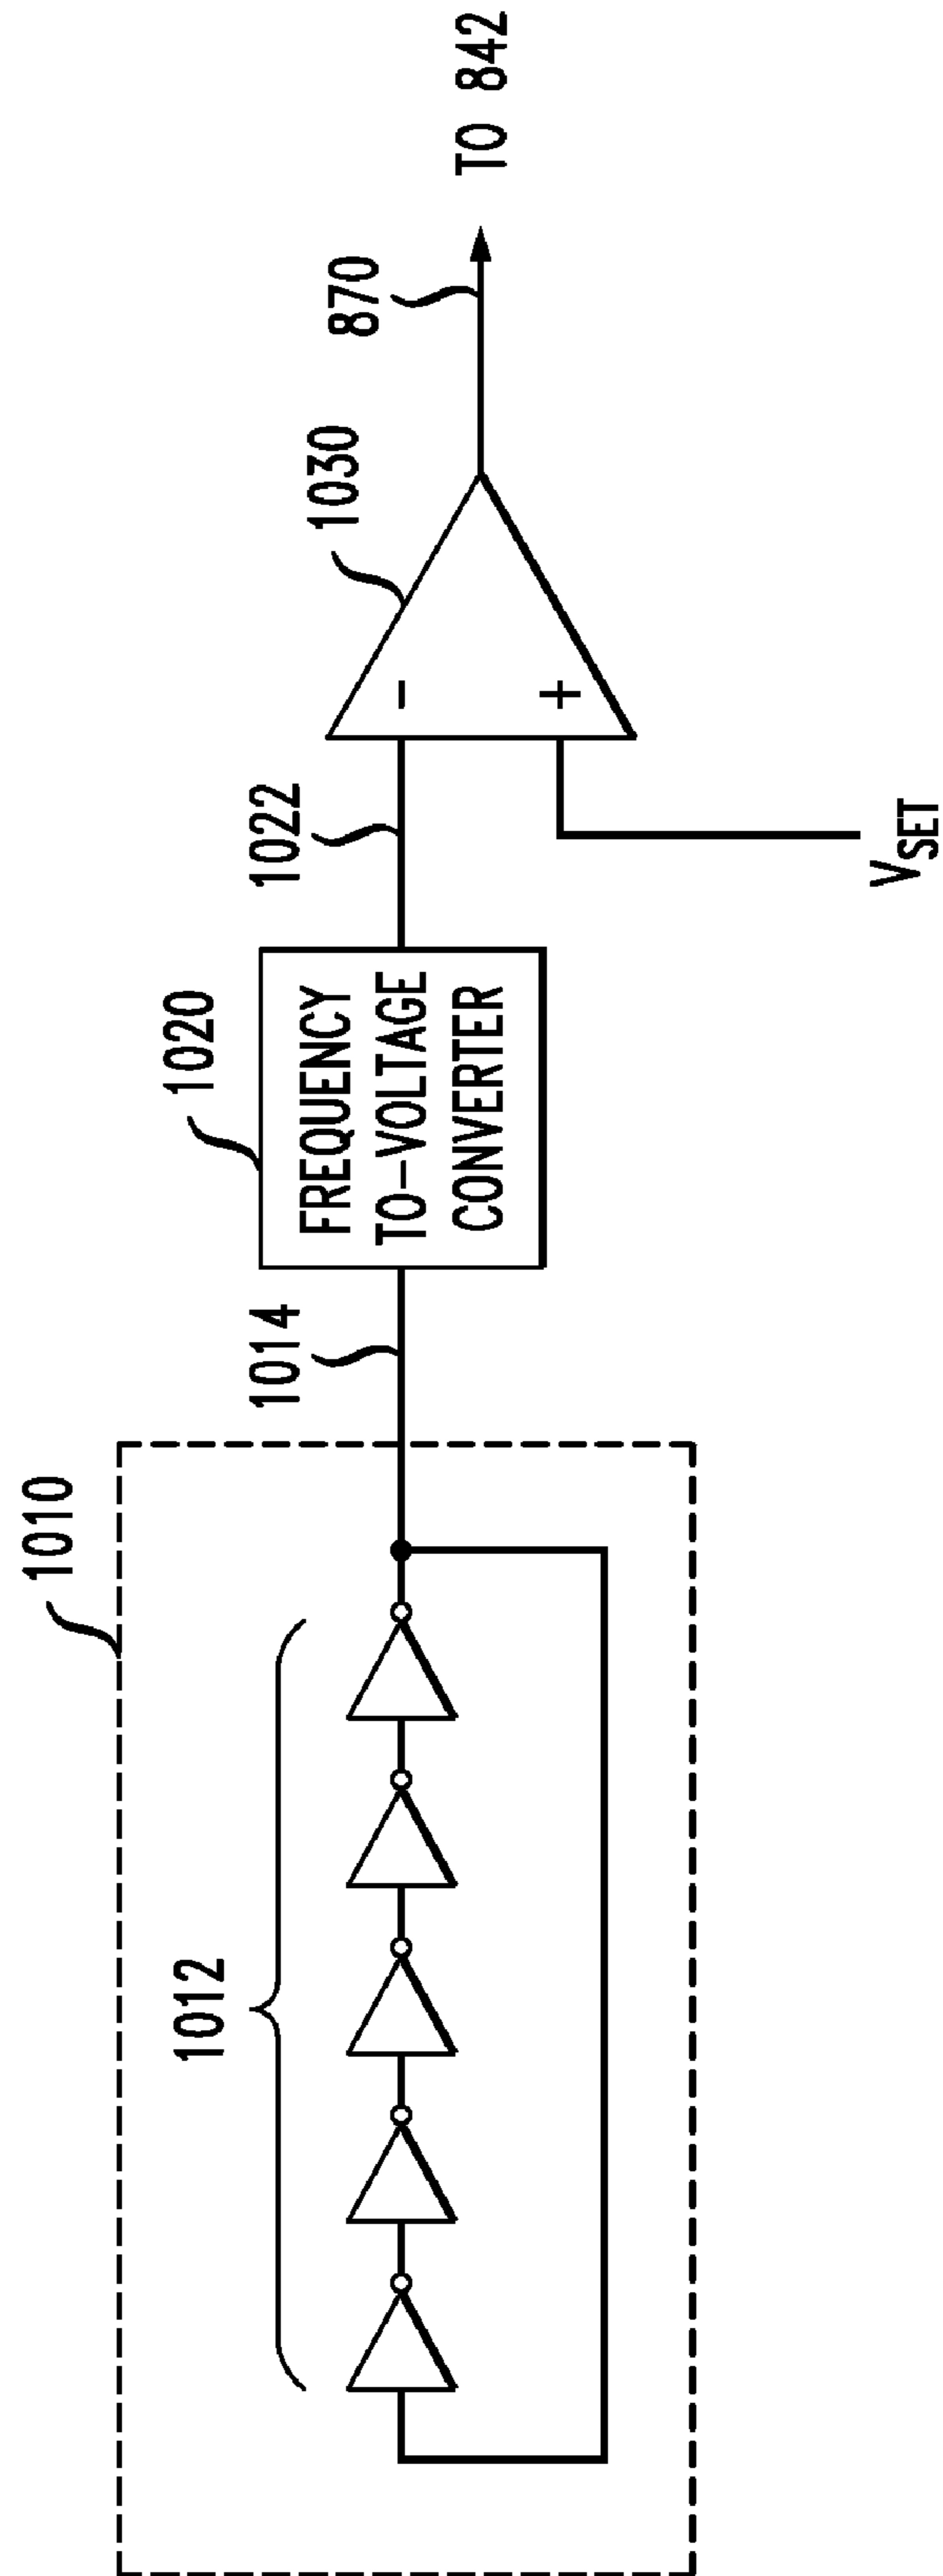 1010
1012
1014
1020
FREQUENCY
TO-VOLTAGE
CONVERTER
1022
1030
-
+
VSET
870
TO 842